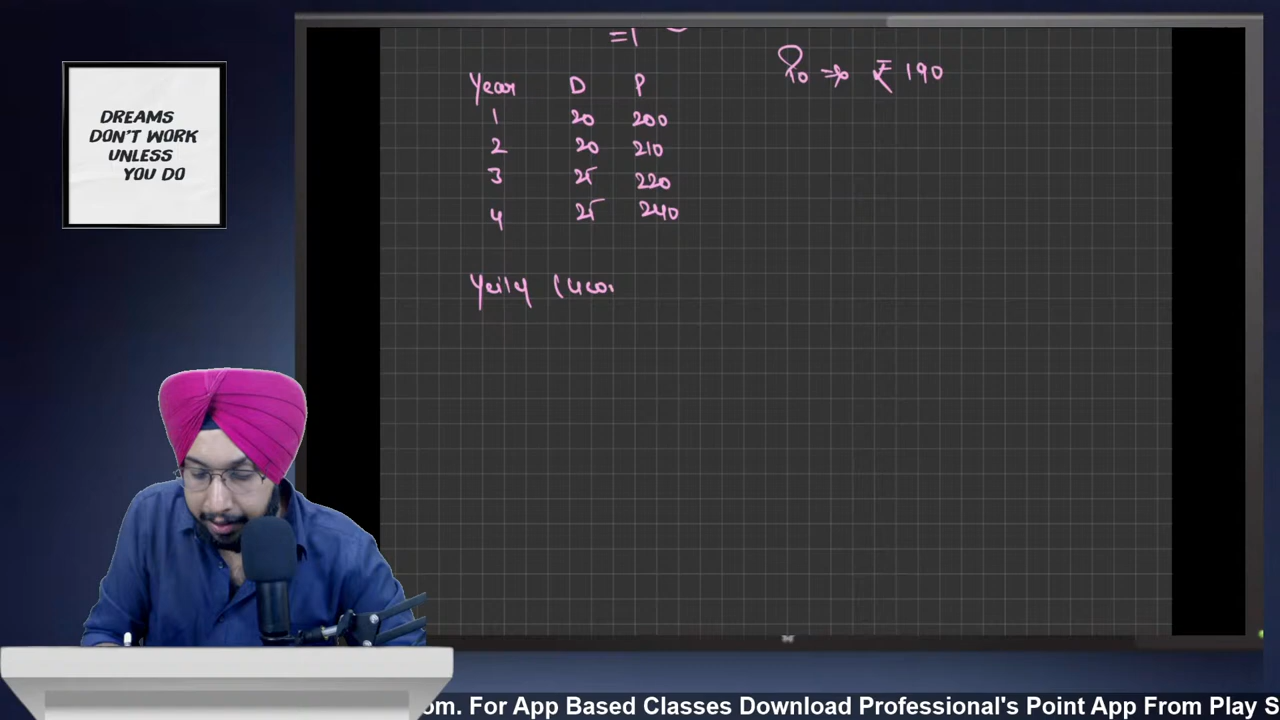 DREAMS
DON'T WORK
UNLESS
YOU DO
=1
P₀ → ₹ 190
Year D P
1 20 200
2 20 210
3 25 220
4 25 240
om. For App Based Classes Download Professional's Point App From Play S